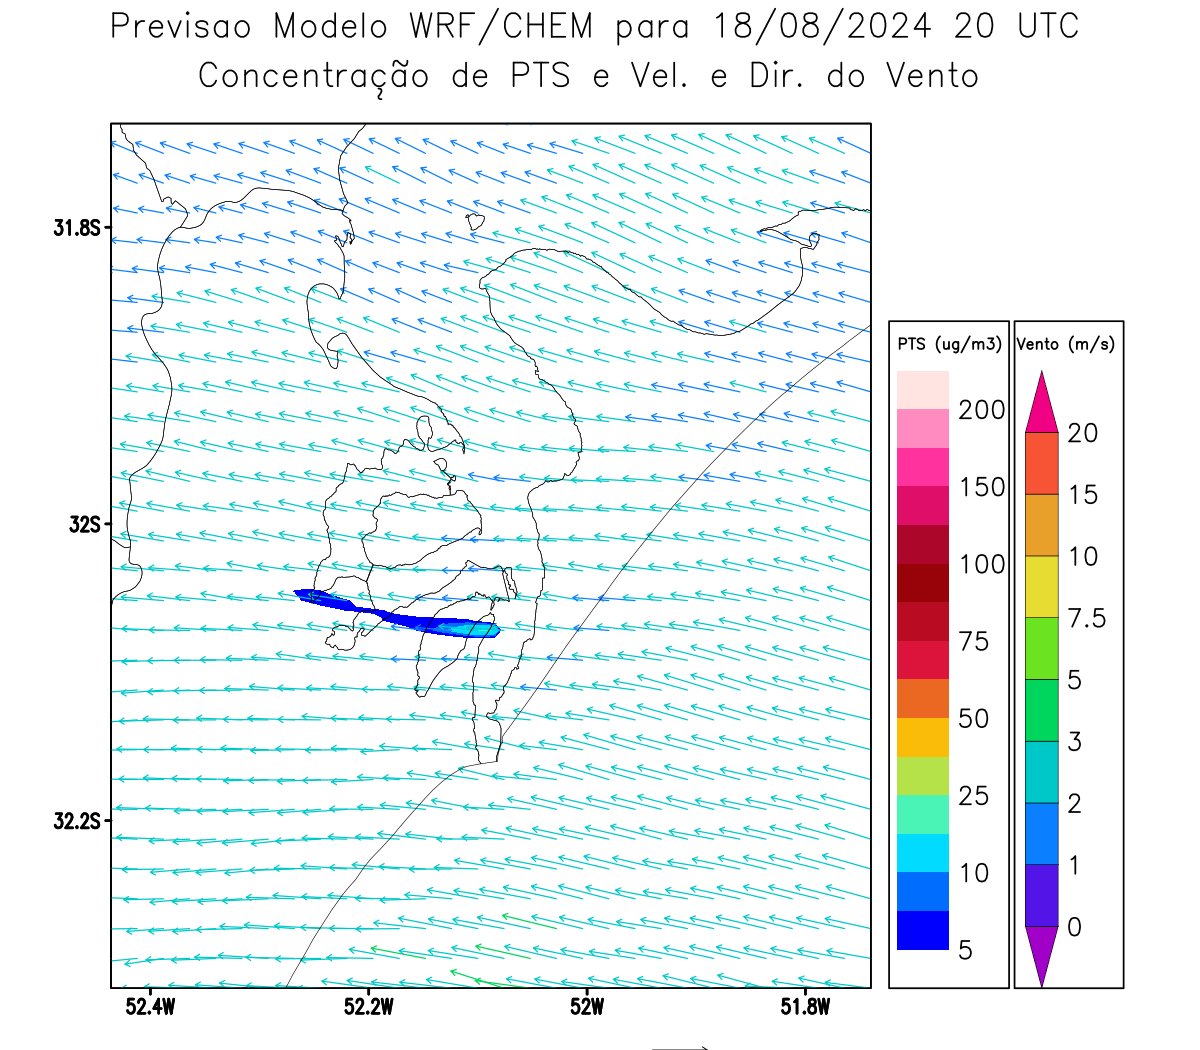 Previsao Modelo WRF/CHEM para 18/08/2024 20 UTC
Concentração de PTS e Vel. e Dir. do Vento
31.8S
32S
32.2S
52.4W
52.2W
52W
51.8W
PTS (ug/m3)
200
150
100
75
50
25
10
5
Vento (m/s)
20
15
10
7.5
5
3
2
1
0